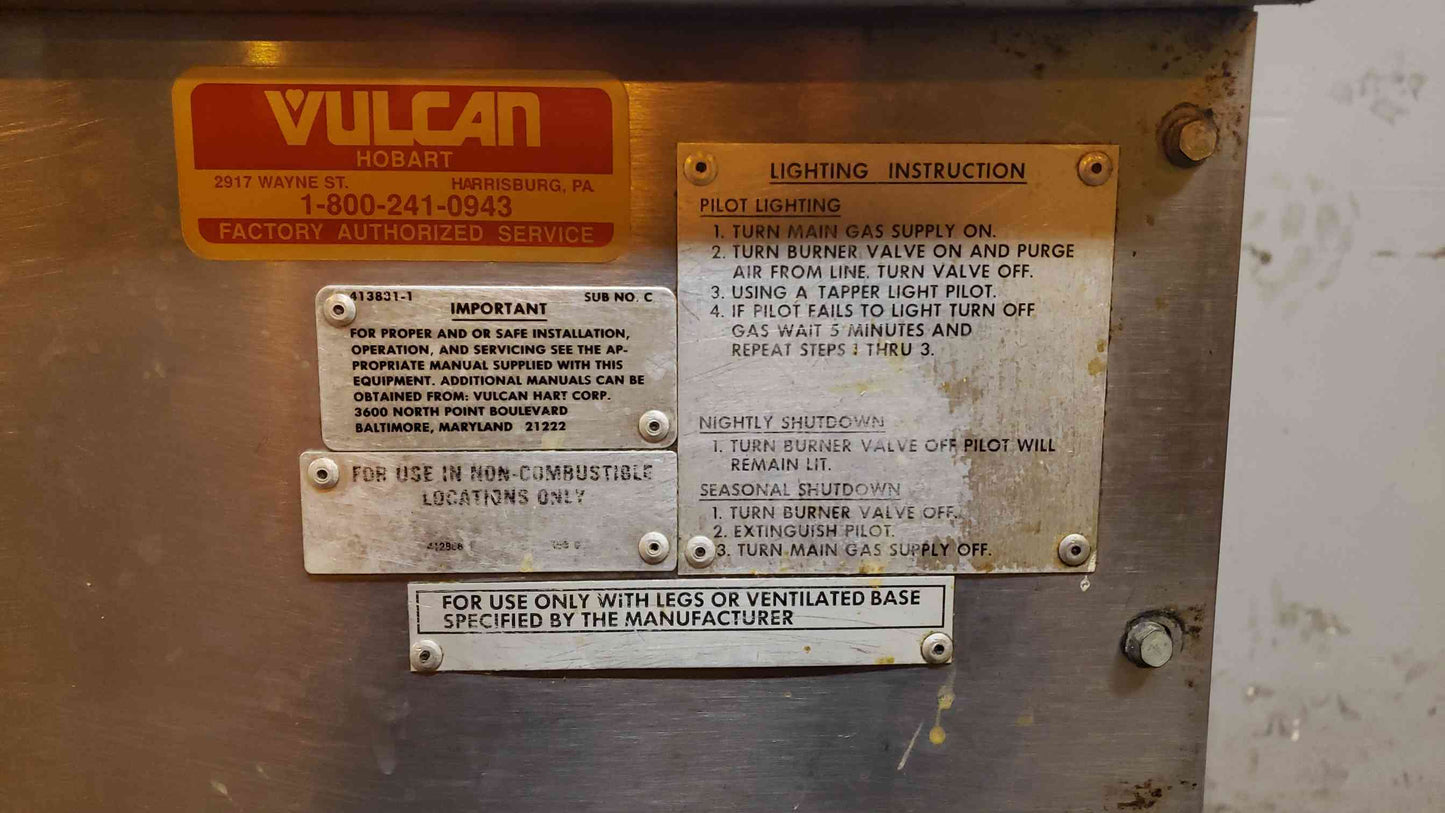 VULCAN
HOBART
2917 WAYNE ST. HARRISBURG, PA.
1-800-241-0943
FACTORY AUTHORIZED SERVICE
413831-1 SUB NO. C
IMPORTANT
FOR PROPER AND OR SAFE INSTALLATION,
OPERATION, AND SERVICING SEE THE AP-
PROPRIATE MANUAL SUPPLIED WITH THIS
EQUIPMENT. ADDITIONAL MANUALS CAN BE
OBTAINED FROM: VULCAN HART CORP.
3600 NORTH POINT BOULEVARD
BALTIMORE, MARYLAND 21222
FOR USE IN NON-COMBUSTIBLE
LOCATIONS ONLY
LIGHTING INSTRUCTION
PILOT LIGHTING
1. TURN MAIN GAS SUPPLY ON.
2. TURN BURNER VALVE ON AND PURGE
AIR FROM LINE. TURN VALVE OFF.
3. USING A TAPPER LIGHT PILOT.
4. IF PILOT FAILS TO LIGHT TURN OFF
GAS WAIT 5 MINUTES AND
REPEAT STEPS 1 THRU 3.
NIGHTLY SHUTDOWN
1. TURN BURNER VALVE OFF PILOT WILL
REMAIN LIT.
SEASONAL SHUTDOWN
1. TURN BURNER VALVE OFF.
2. EXTINGUISH PILOT.
3. TURN MAIN GAS SUPPLY OFF.
FOR USE ONLY WITH LEGS OR VENTILATED BASE
SPECIFIED BY THE MANUFACTURER